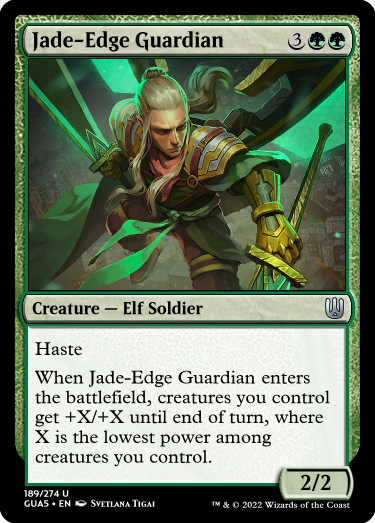 Jade-Edge Guardian 3
Creature — Elf Soldier
Haste
When Jade-Edge Guardian enters
the battlefield, creatures you control
get +X/+X until end of turn, where
X is the lowest power among
creatures you control.
2/2
189/274 U
GUA5 • EN Svetlana Tigai
™ & © 2022 Wizards of the Coast